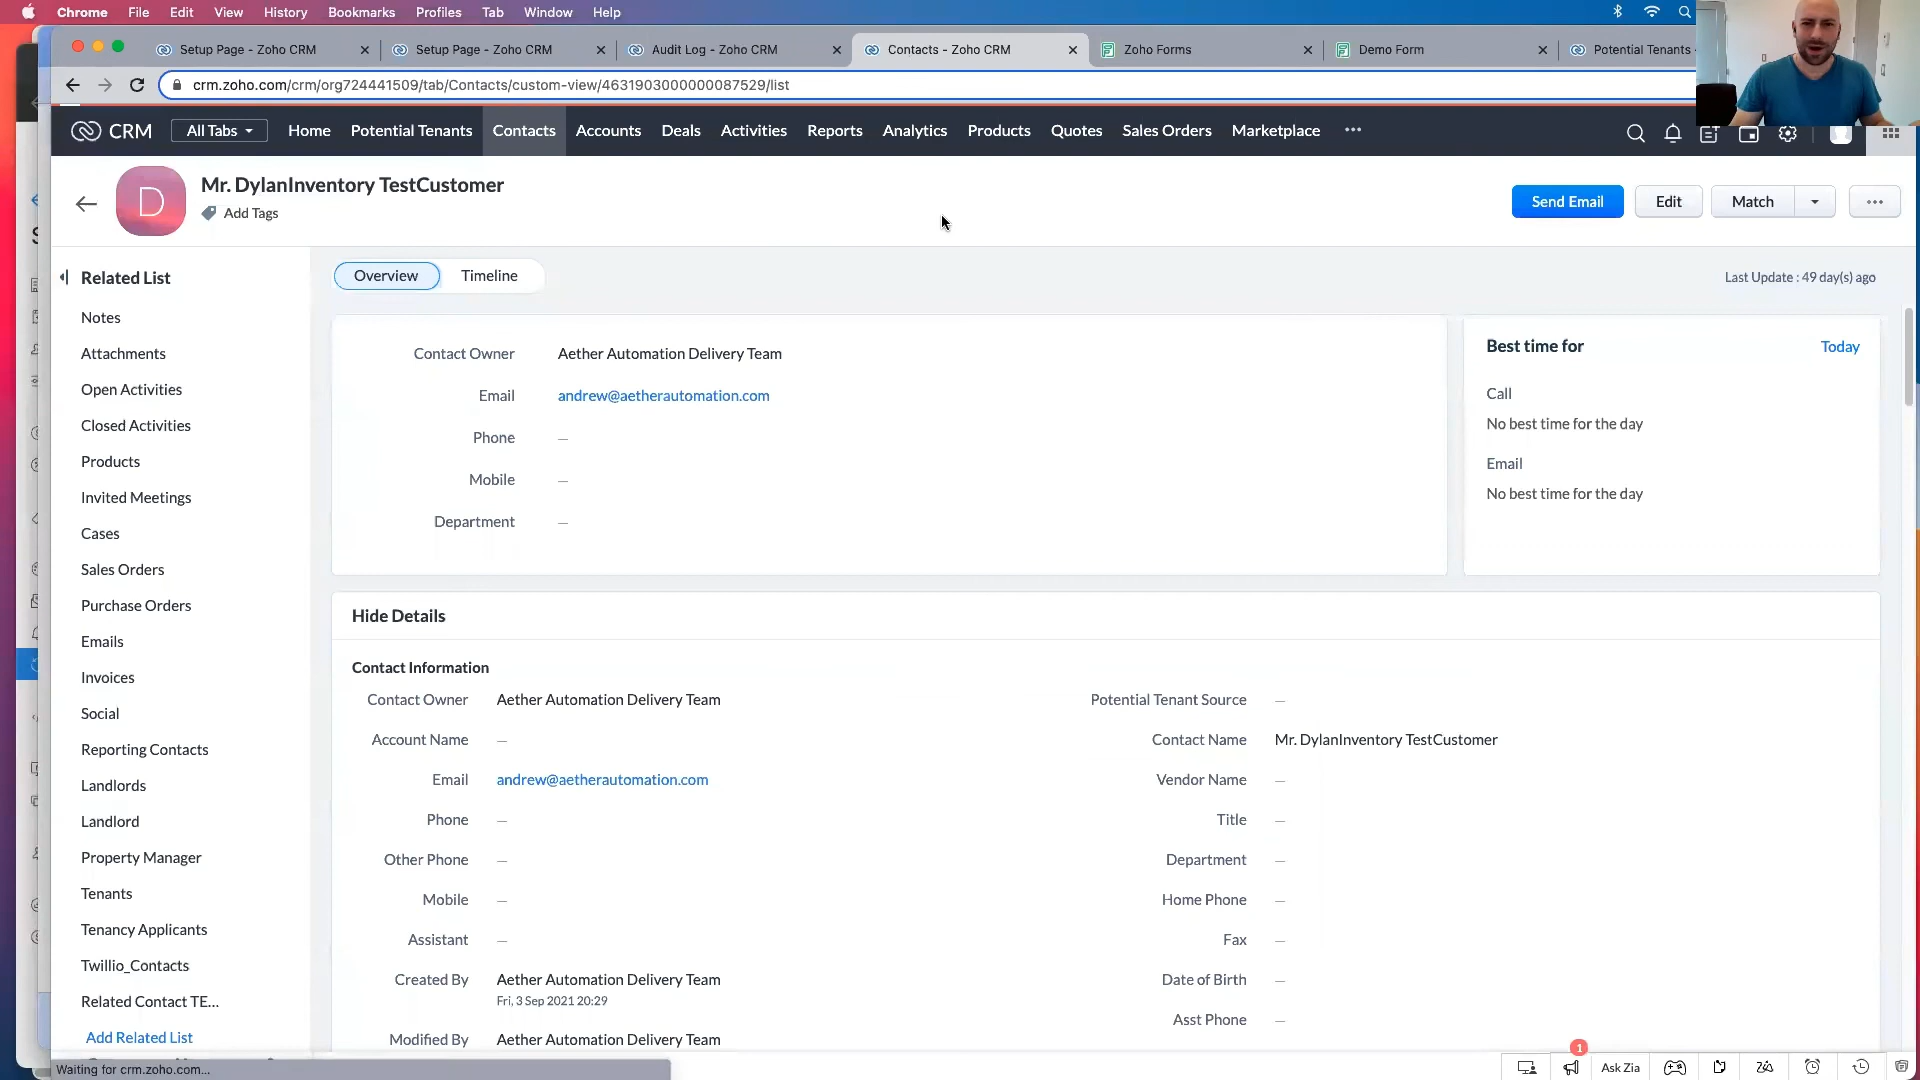 Chrome File Edit View History Bookmarks Profiles Tab Window Help
Setup Page - Zoho CRM
Setup Page - Zoho CRM
Audit Log - Zoho CRM
Contacts - Zoho CRM
Zoho Forms
Demo Form
Potential Tenants -
crm.zoho.com/crm/org724441509/tab/Contacts/custom-view/4631903000000087529/list
CRM All Tabs Home Potential Tenants Contacts Accounts Deals Activities Reports Analytics Products Quotes Sales Orders Marketplace ...
D
Mr. DylanInventory TestCustomer
Add Tags
Send Email Edit Match ...
Related List
Notes
Attachments
Open Activities
Closed Activities
Products
Invited Meetings
Cases
Sales Orders
Purchase Orders
Emails
Invoices
Social
Reporting Contacts
Landlords
Landlord
Property Manager
Tenants
Tenancy Applicants
Twillio_Contacts
Related Contact TE...
Add Related List
Overview Timeline
Last Update : 49 day(s) ago
Contact Owner Aether Automation Delivery Team
Email andrew@aetherautomation.com
Phone —
Mobile —
Department —
Best time for Today
Call
No best time for the day
Email
No best time for the day
Hide Details
Contact Information
Contact Owner Aether Automation Delivery Team
Potential Tenant Source —
Account Name —
Contact Name Mr. DylanInventory TestCustomer
Email andrew@aetherautomation.com
Vendor Name —
Phone —
Title —
Other Phone —
Department —
Mobile —
Home Phone —
Assistant —
Fax —
Created By Aether Automation Delivery Team
Fri, 3 Sep 2021 20:29
Date of Birth —
Asst Phone —
Modified By Aether Automation Delivery Team
Waiting for crm.zoho.com...
1
Ask Zia